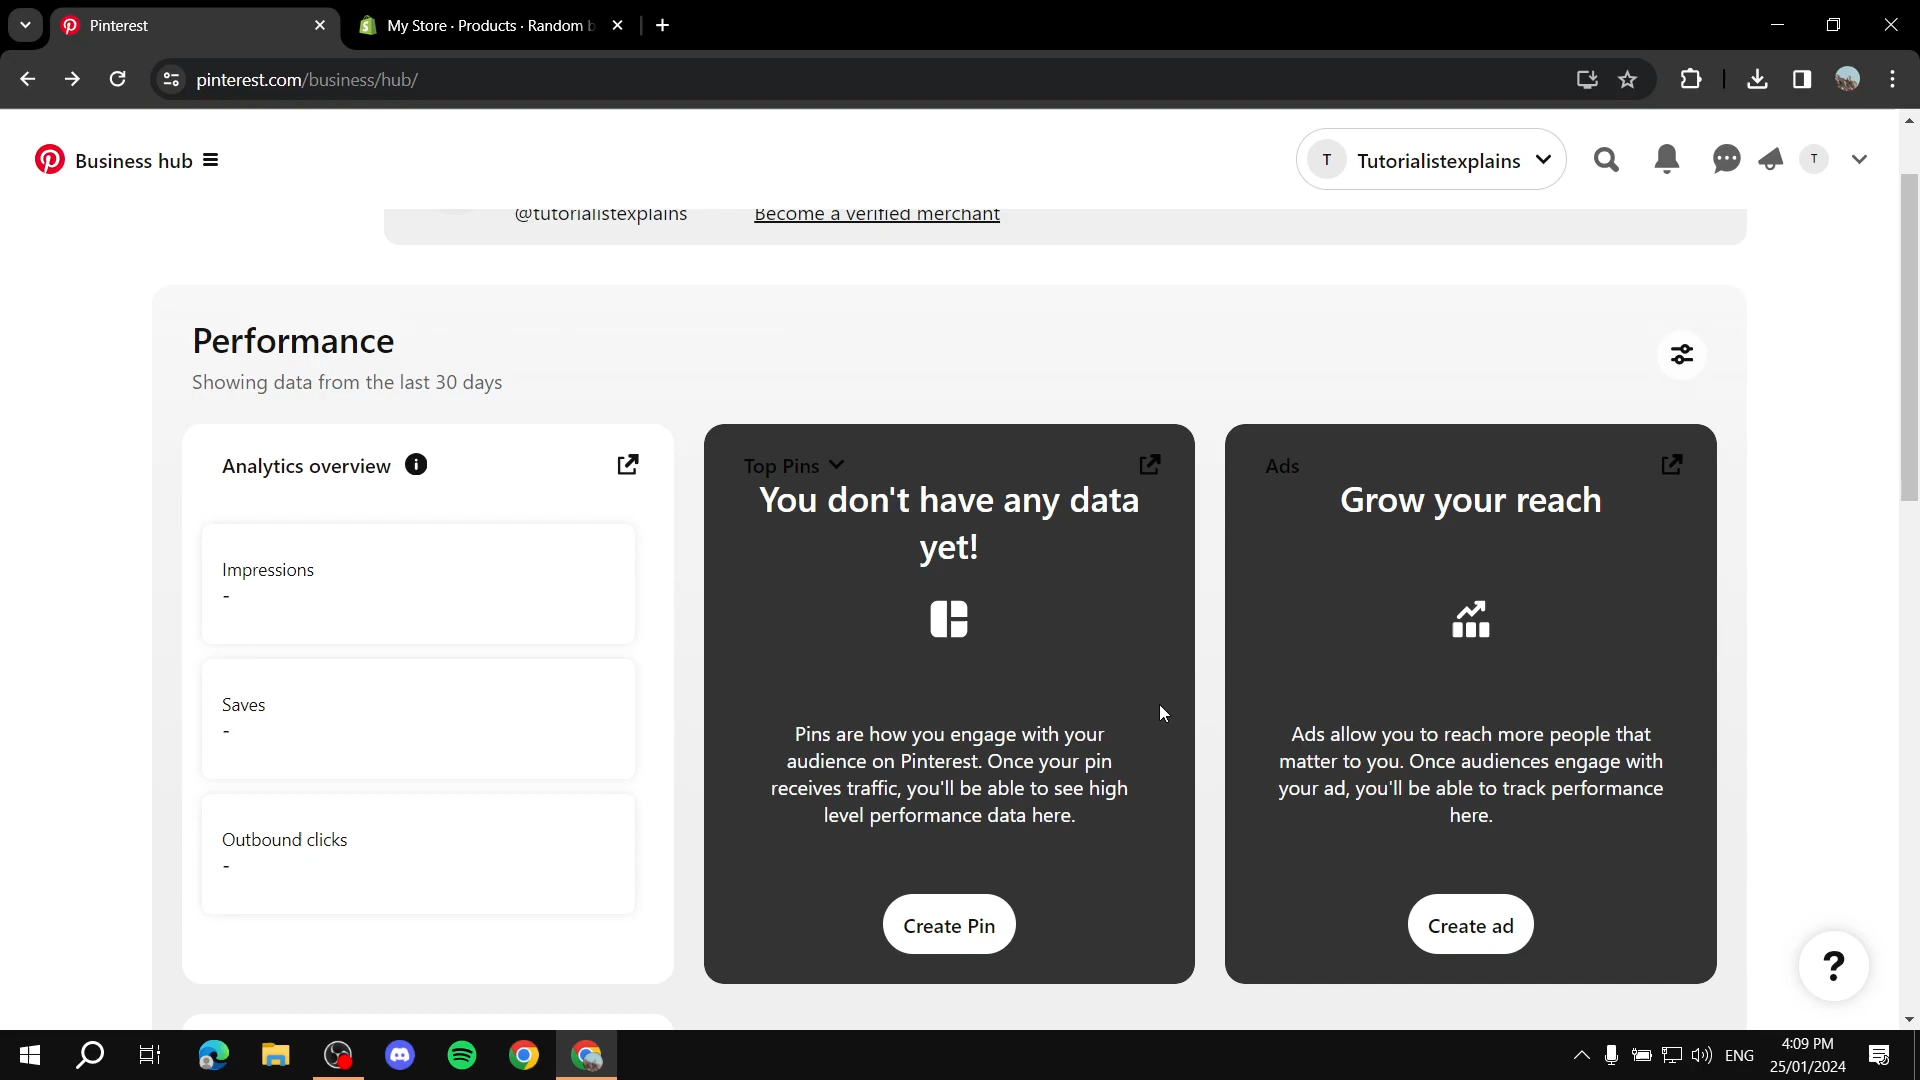 Pinterest
My Store · Products · Random b
pinterest.com/business/hub/
Business hub
T
Tutorialistexplains
T
@tutorialistexplains
Become a verified merchant
Performance
Showing data from the last 30 days
Analytics overview
Impressions
-
Saves
-
Outbound clicks
-
Top Pins
You don't have any data
yet!
Pins are how you engage with your
audience on Pinterest. Once your pin
receives traffic, you'll be able to see high
level performance data here.
Create Pin
Ads
Grow your reach
Ads allow you to reach more people that
matter to you. Once audiences engage with
your ad, you'll be able to track performance
here.
Create ad
?
ENG
4:09 PM
25/01/2024